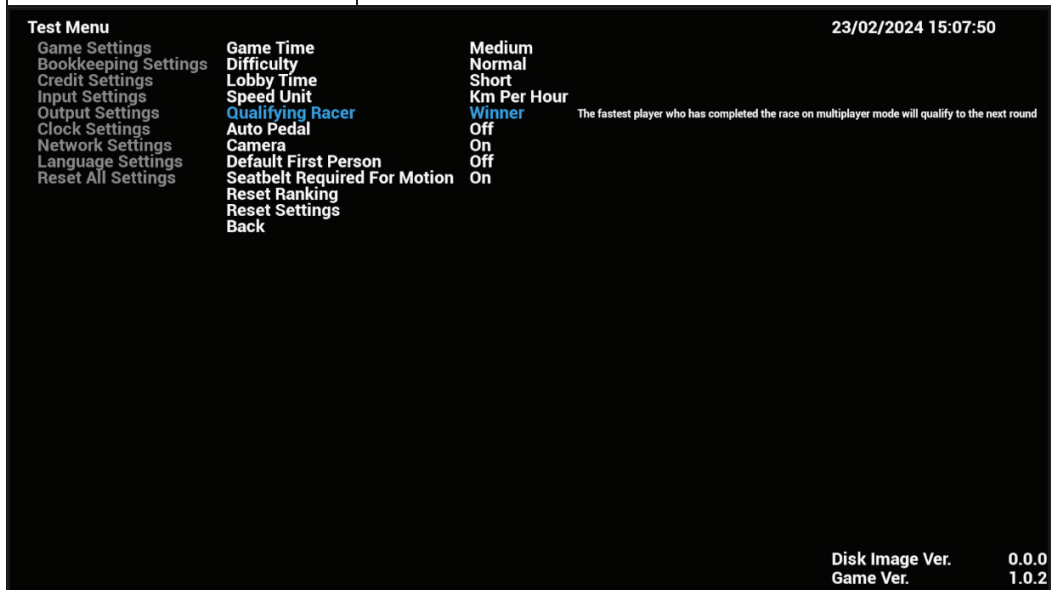 Test Menu 23/02/2024 15:07:50
Game Settings Game Time Medium
Bookkeeping Settings Difficulty Normal
Credit Settings Lobby Time Short
Input Settings Speed Unit Km Per Hour
Output Settings Qualifying Racer Winner The fastest player who has completed the race on multiplayer mode will qualify to the next round
Clock Settings Auto Pedal Off
Network Settings Camera On
Language Settings Default First Person Off
Reset All Settings Seatbelt Required For Motion On
Reset Ranking
Reset Settings
Back
Disk Image Ver. 0.0.0
Game Ver. 1.0.2